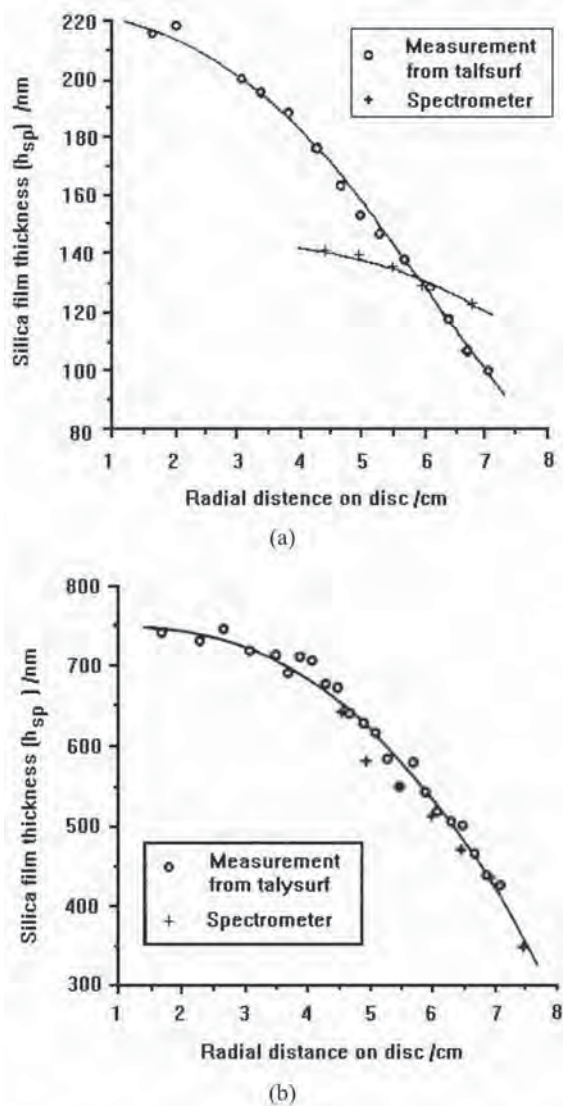 220
200
180
160
140
120
100
80
Silica film thickness (hsp) /nm
Measurement
from talfsurf
Spectrometer
1 2 3 4 5 6 7 8
Radial distence on disc /cm
(a)
800
700
600
500
400
300
Silica film thickness (hsp ) /nm
Measurement
from talysurf
Spectrometer
1 2 3 4 5 6 7 8
Radial distance on disc /cm
(b)